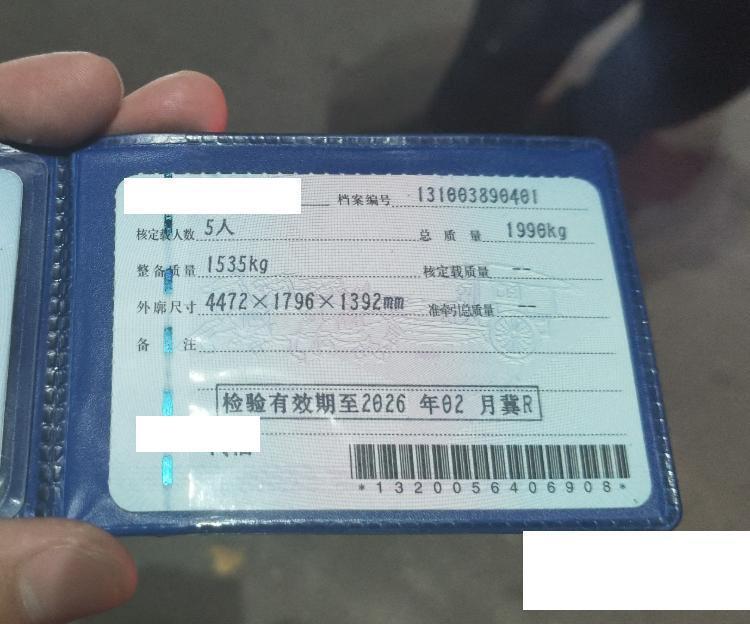 档案编号 131003890401
核定载人数 5人 总质量 1990kg
整备质量 1535kg 核定载质量 --
外廓尺寸 4472×1796×1392mm 准牵引总质量 --
备注
检验有效期至2026年02月冀R
*1320056406908*